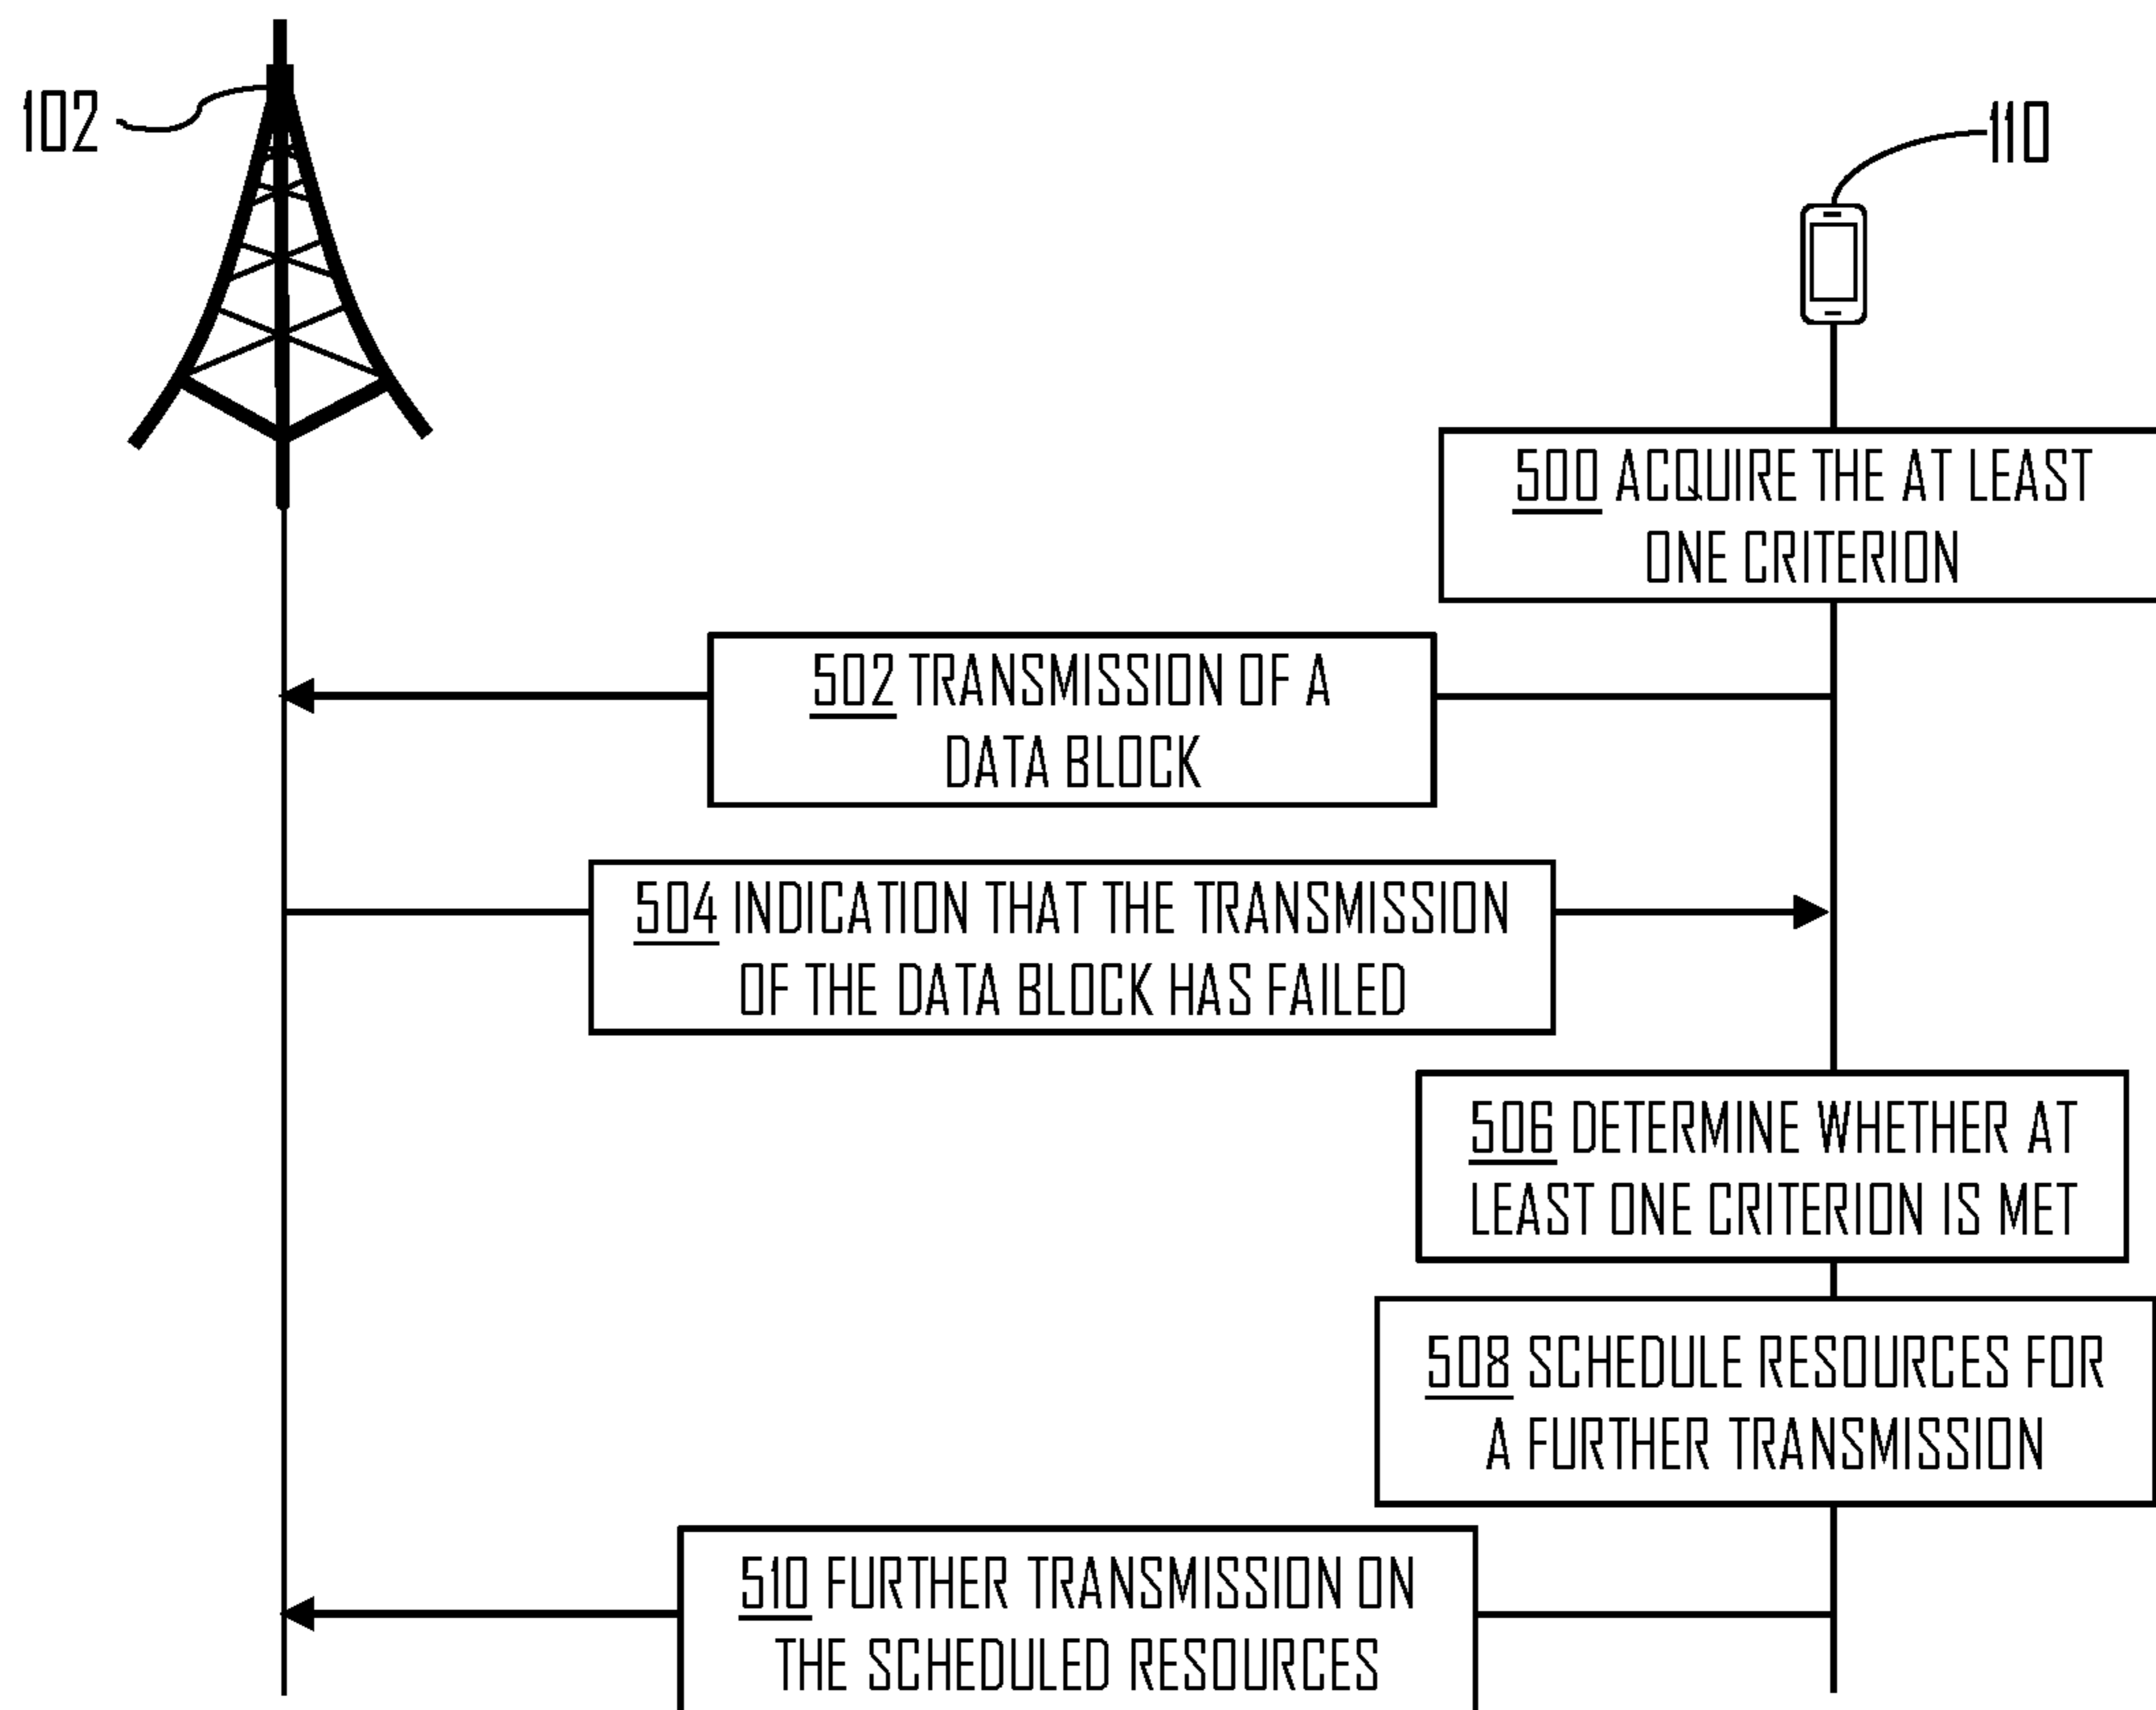 102
110
500 ACQUIRE THE AT LEAST
ONE CRITERION
502 TRANSMISSION OF A
DATA BLOCK
504 INDICATION THAT THE TRANSMISSION
OF THE DATA BLOCK HAS FAILED
506 DETERMINE WHETHER AT
LEAST ONE CRITERION IS MET
508 SCHEDULE RESOURCES FOR
A FURTHER TRANSMISSION
510 FURTHER TRANSMISSION ON
THE SCHEDULED RESOURCES